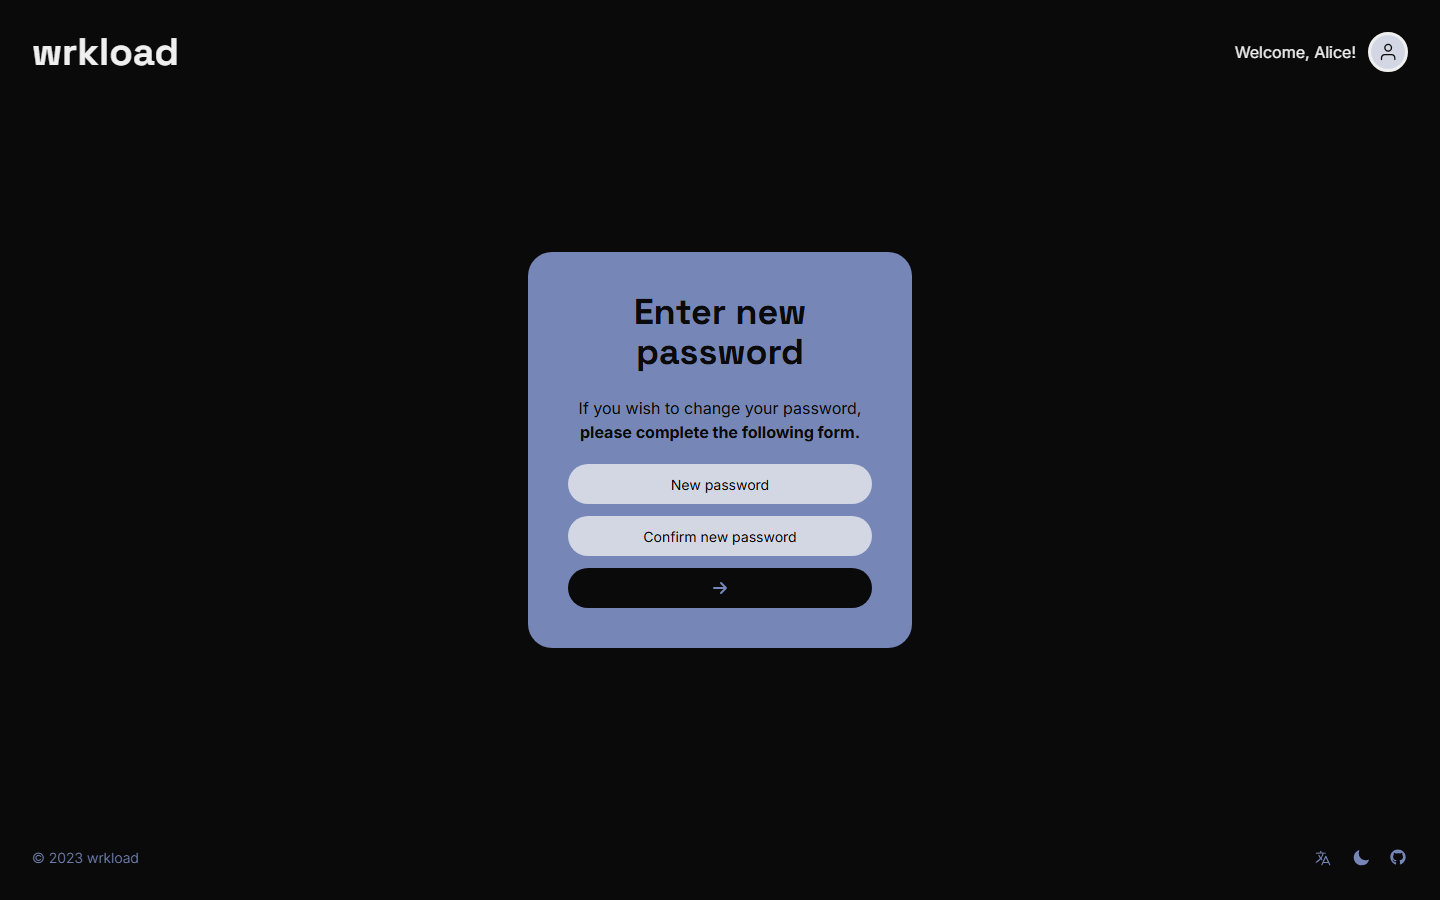 wrkload
Welcome, Alice!
Enter new
password
If you wish to change your password,
please complete the following form.
New password
Confirm new password
© 2023 wrkload